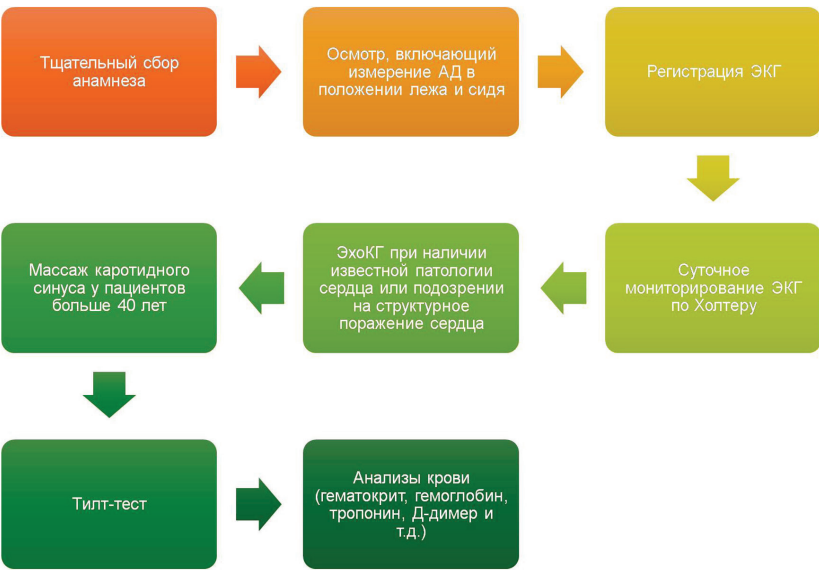 Тщательный сбор
анамнеза
Осмотр, включающий
измерение АД в
положении лежа и сидя
Регистрация ЭКГ
Суточное
мониторирование ЭКГ
по Холтеру
ЭхоКГ при наличии
известной патологии
сердца или подозрении
на структурное
поражение сердца
Массаж каротидного
синуса у пациентов
больше 40 лет
Тилт-тест
Анализы крови
(гематокрит, гемоглобин,
тропонин, Д-димер и
т.д.)